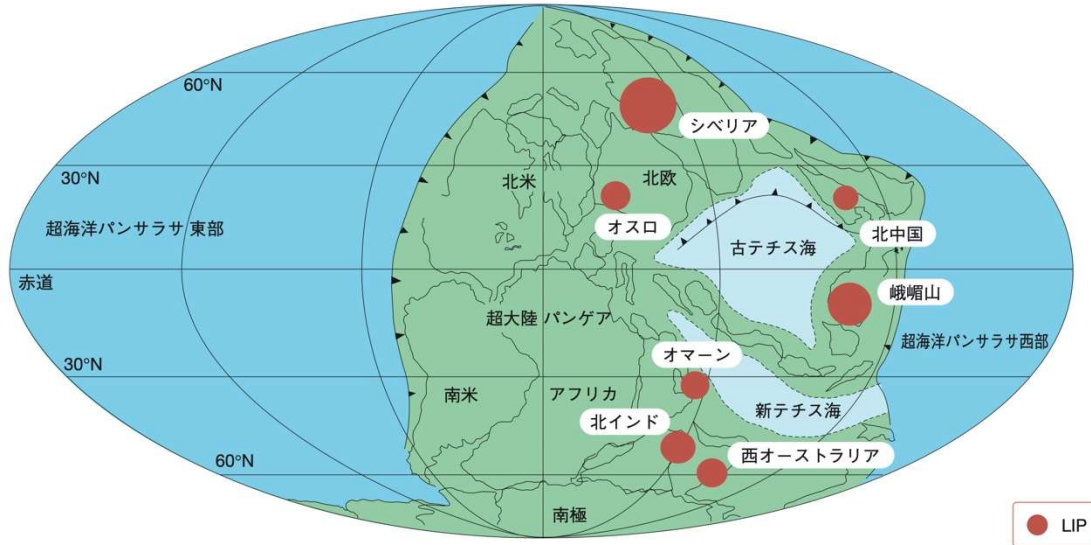 60°N
シベリア
30°N
北米
北欧
超海洋パンサラサ 東部
オスロ
北中国
古テチス海
赤道
峨嵋山
超大陸 パンゲア
超海洋パンサラサ西部
オマーン
30°N
南米
アフリカ
新テチス海
北インド
西オーストラリア
60°N
南極
LIP